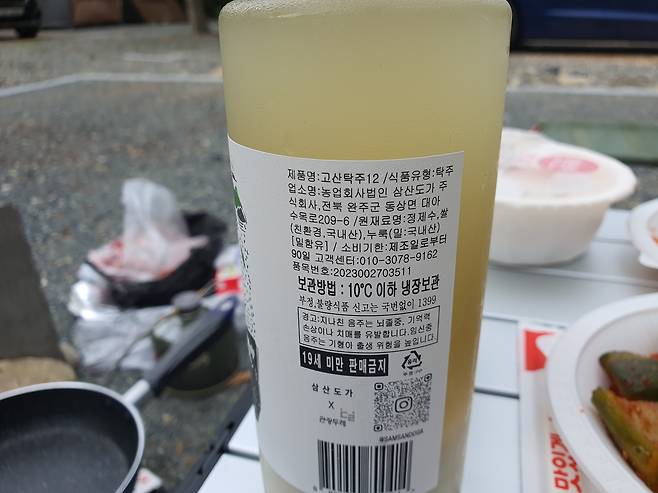 제품명:고산탁주12 /식품유형:탁주
업소명:농업회사법인 삼산도가 주
식회사,전북 완주군 동상면 대아
수목로209-6 /원재료명:정제수,쌀
(친환경,국내산),누룩(밀:국내산)
[밀함유] / 소비기한:제조일로부터
90일 고객센터:010-3078-9162
품목번호:2023002703511
보관방법 : 10℃ 이하 냉장보관
부정,불량식품 신고는 국번없이 1399
경고:지나친 음주는 뇌졸중, 기억력
손상이나 치매를 유발합니다.임신중
음주는 기형아 출생 위험을 높입니다.
19세 미만 판매금지
유리
삼산도가
X
관광두레
@SAMSANDOGA